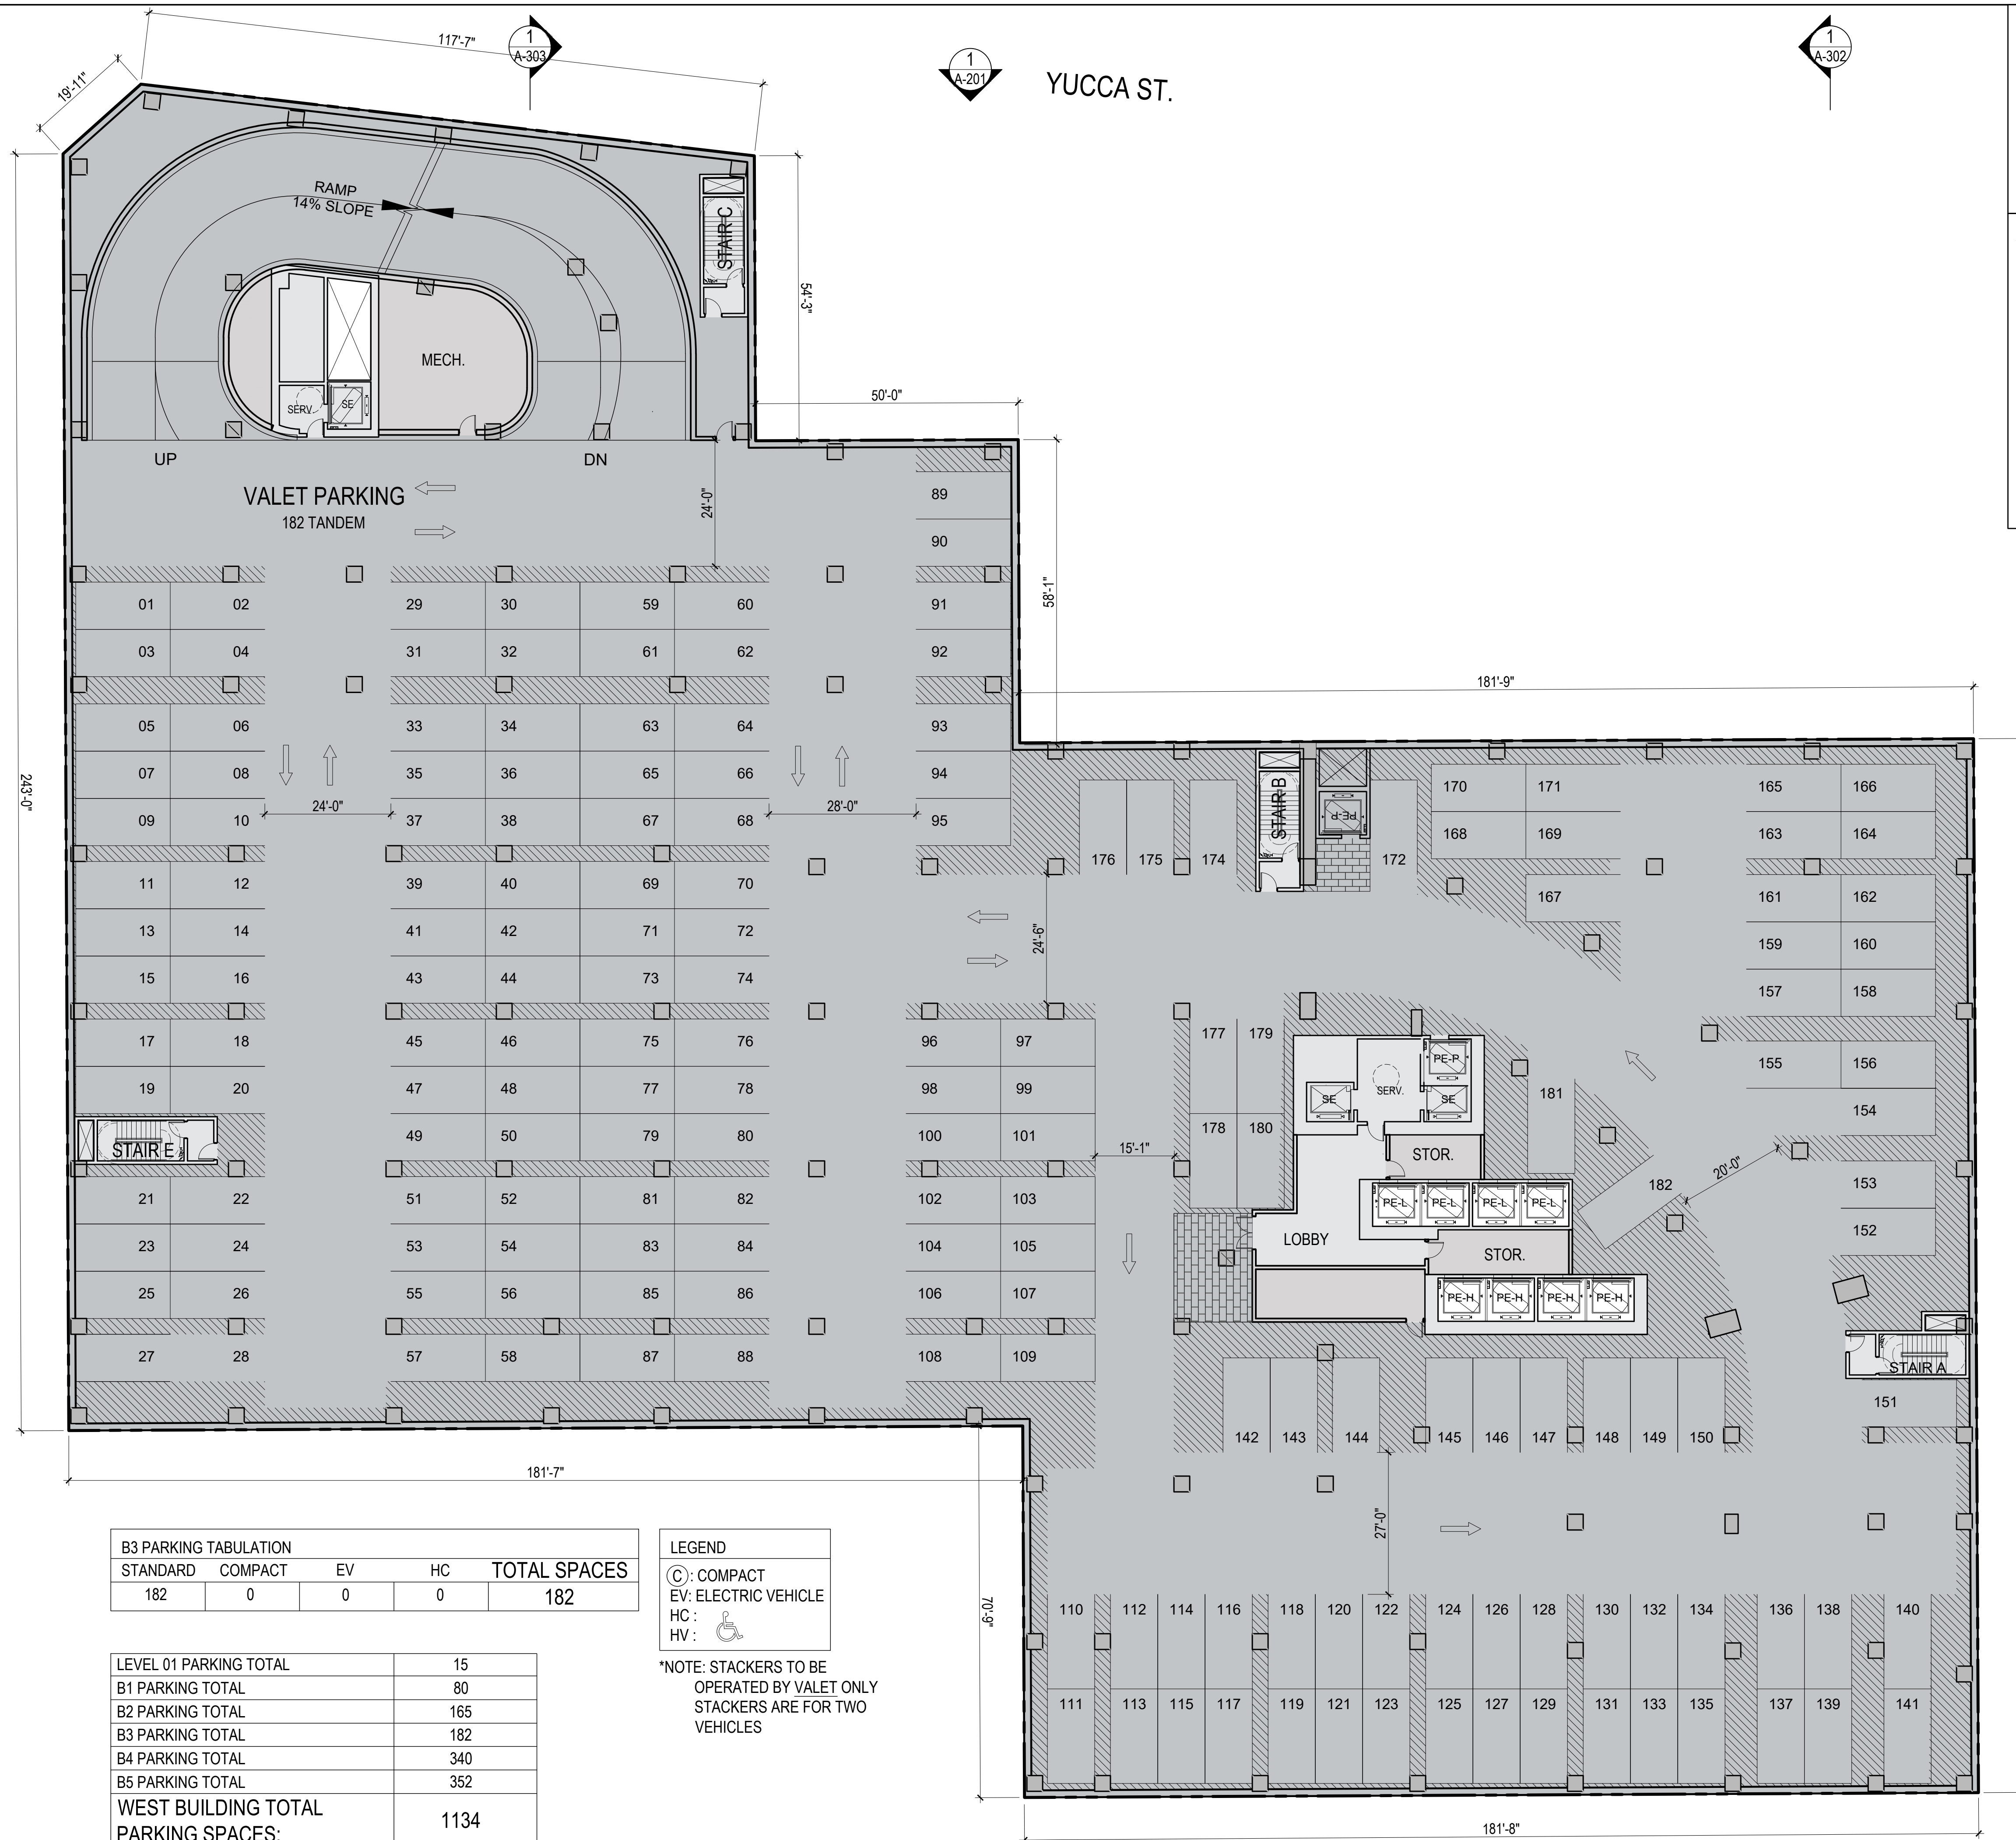 117'-7"
19'-11"
1
A-303
1
A-201
YUCCA ST.
1
A-302
RAMP
14% SLOPE
STAIR C
54'-3"
MECH.
SERV.
SE
50'-0"
UP
DN
VALET PARKING
182 TANDEM
24'-0"
58'-1"
89
90
01 02 29 30 59 60 91
03 04 31 32 61 62 92
181'-9"
05 06 33 34 63 64 93
07 08 35 36 65 66 94
09 10 37 38 67 68 95
243'-0"
24'-0"
28'-0"
STAIR B
PE-P
170 171 165 166
168 169 163 164
176 175 174 172
11 12 39 40 69 70
13 14 41 42 71 72
15 16 43 44 73 74
24'-6"
167 161 162
159 160
157 158
17 18 45 46 75 76 96 97
19 20 47 48 77 78 98 99
49 50 79 80 100 101
177 179
178 180
PE-P
SERV.
SE
SE
181
155 156
154
STAIR E
15'-1"
STOR.
20'-0"
182
153
152
21 22 51 52 81 82 102 103
23 24 53 54 83 84 104 105
25 26 55 56 85 86 106 107
PE-L PE-L PE-L PE-L
LOBBY
STOR.
PE-H PE-H PE-H PE-H
27 28 57 58 87 88 108 109
STAIR A
151
142 143 144 145 146 147 148 149 150
181'-7"
27'-0"
70'-9"
110 112 114 116 118 120 122 124 126 128 130 132 134 136 138 140
111 113 115 117 119 121 123 125 127 129 131 133 135 137 139 141
181'-8"
B3 PARKING TABULATION
STANDARD COMPACT EV HC TOTAL SPACES
182 0 0 0 182
LEGEND
C : COMPACT
EV: ELECTRIC VEHICLE
HC :
HV :
*NOTE: STACKERS TO BE
OPERATED BY VALET ONLY
STACKERS ARE FOR TWO
VEHICLES
LEVEL 01 PARKING TOTAL 15
B1 PARKING TOTAL 80
B2 PARKING TOTAL 165
B3 PARKING TOTAL 182
B4 PARKING TOTAL 340
B5 PARKING TOTAL 352
WEST BUILDING TOTAL
PARKING SPACES: 1134